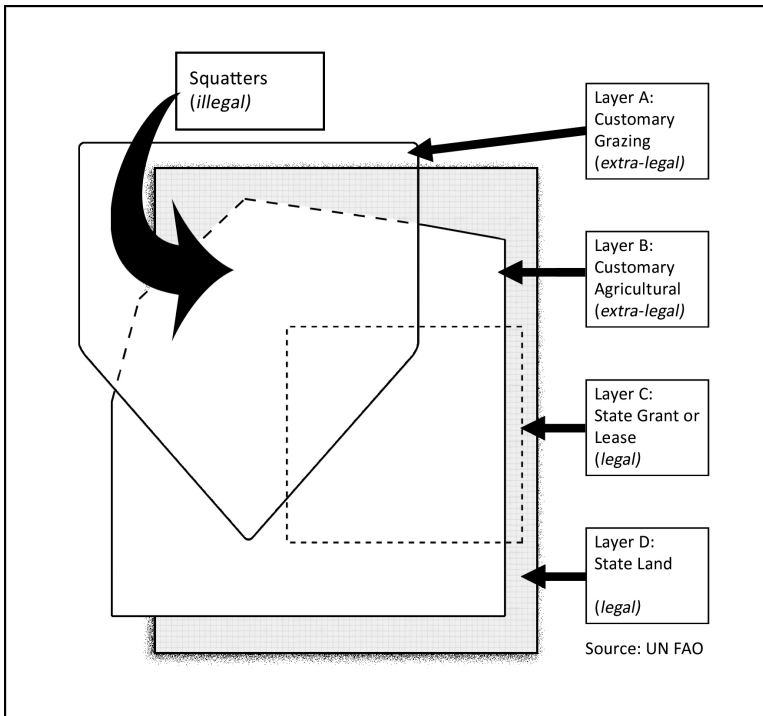 Squatters
(illegal)
Layer A:
Customary
Grazing
(extra-legal)
Layer B:
Customary
Agricultural
(extra-legal)
Layer C:
State Grant or
Lease
(legal)
Layer D:
State Land
(legal)
Source: UN FAO